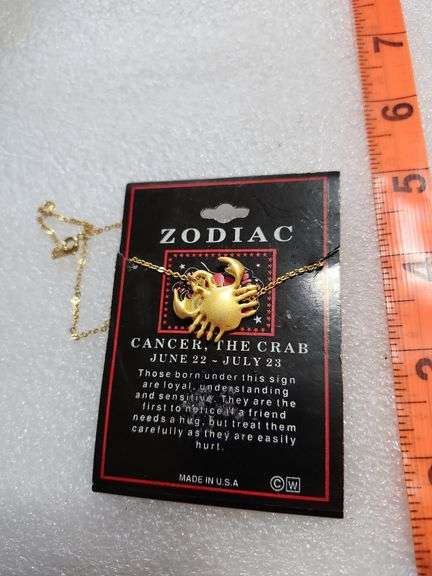 ZODIAC
CANCER, THE CRAB
JUNE 22 - JULY 23
Those born under this sign
are loyal, understanding
and sensitive. They are the
first to notice if a friend
needs a hug, but treat them
carefully as they are easily
hurt.
MADE IN U.S.A
© W
7
6
5
4
3
2